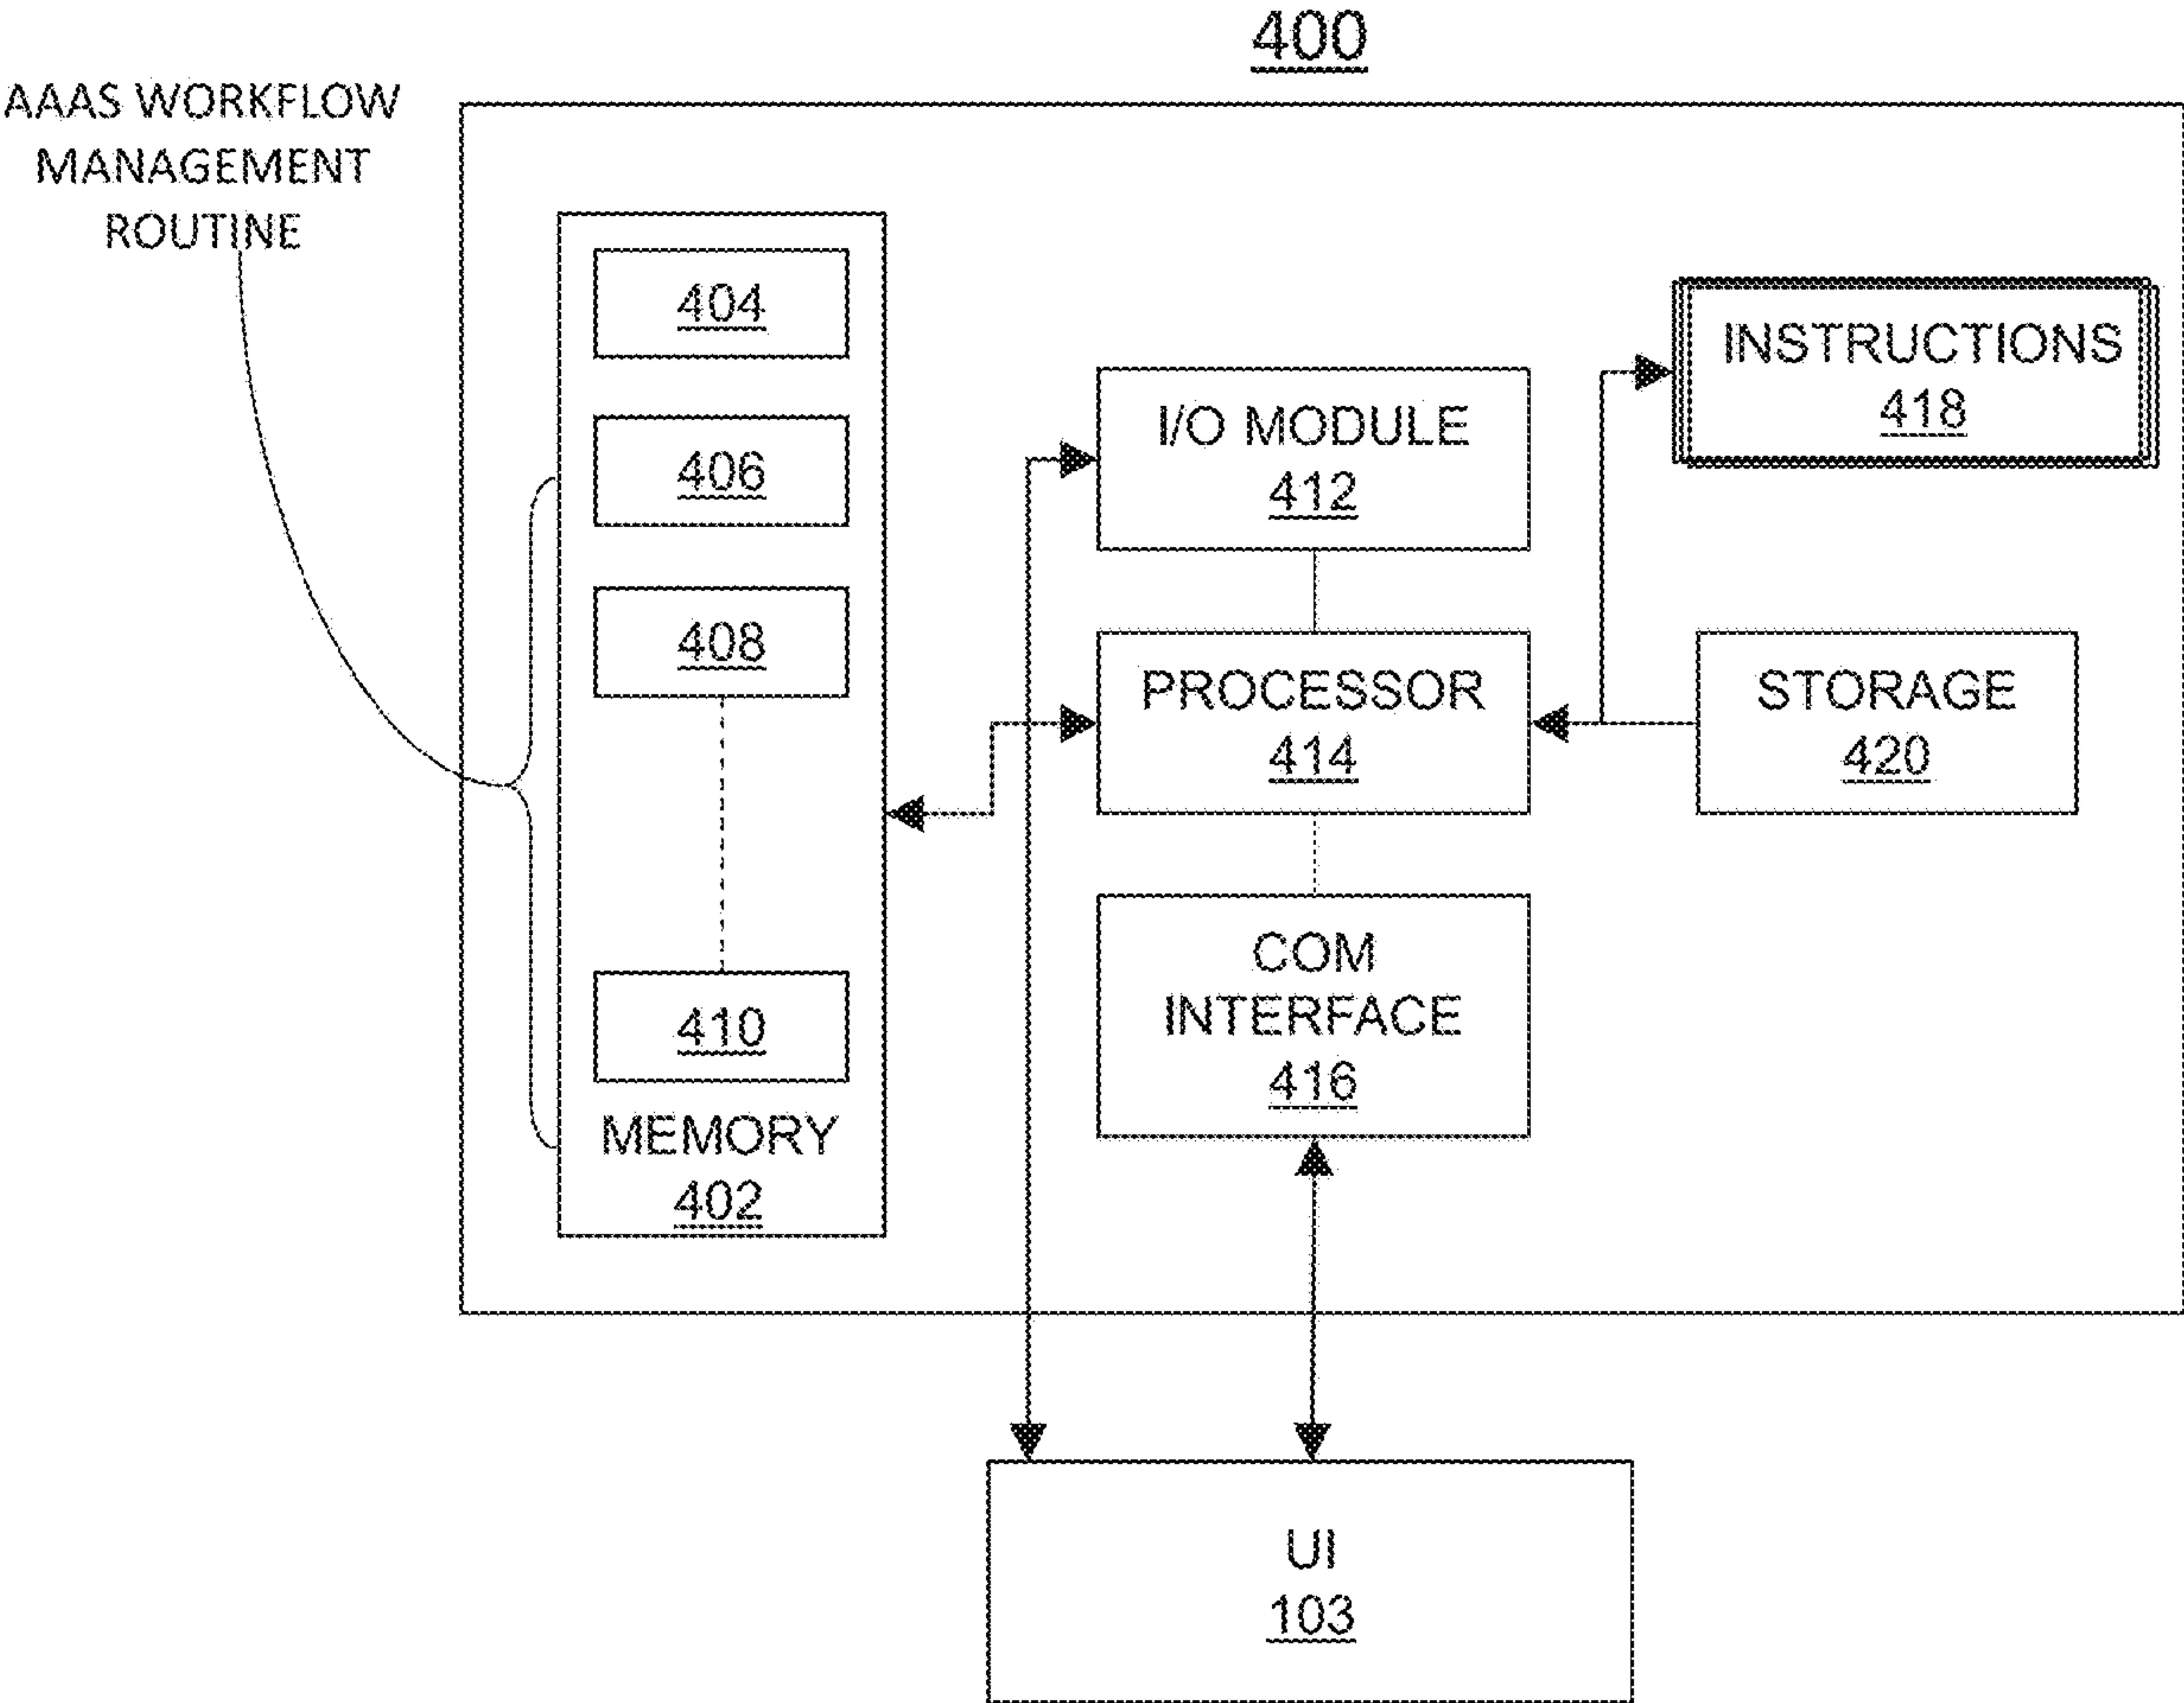 400
AAAS WORKFLOW
MANAGEMENT
ROUTINE
404
406
408
410
MEMORY
402
I/O MODULE
412
PROCESSOR
414
COM
INTERFACE
416
INSTRUCTIONS
418
STORAGE
420
UI
103